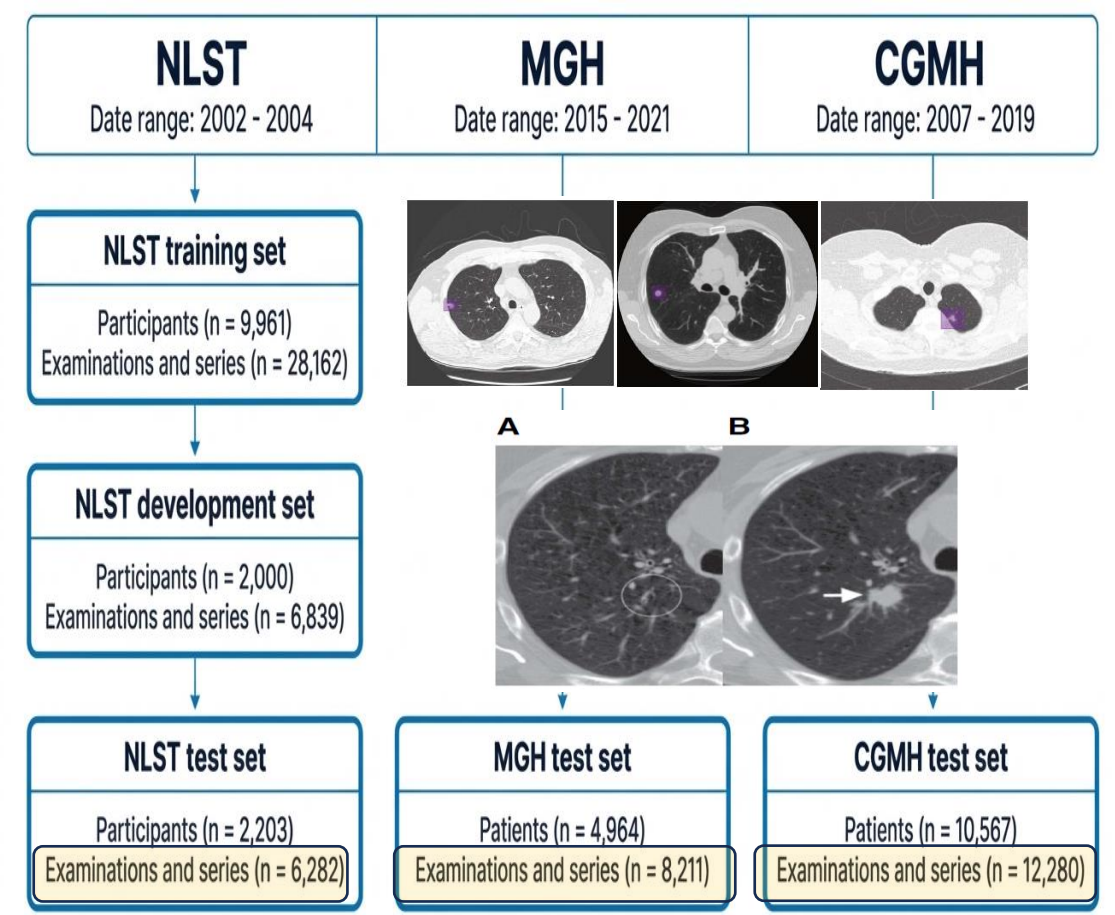 NLST
Date range: 2002 - 2004
MGH
Date range: 2015 - 2021
CGMH
Date range: 2007 - 2019
NLST training set
Participants (n = 9,961)
Examinations and series (n = 28,162)
NLST development set
Participants (n = 2,000)
Examinations and series (n = 6,839)
A
B
NLST test set
Participants (n = 2,203)
Examinations and series (n = 6,282)
MGH test set
Patients (n = 4,964)
Examinations and series (n = 8,211)
CGMH test set
Patients (n = 10,567)
Examinations and series (n = 12,280)